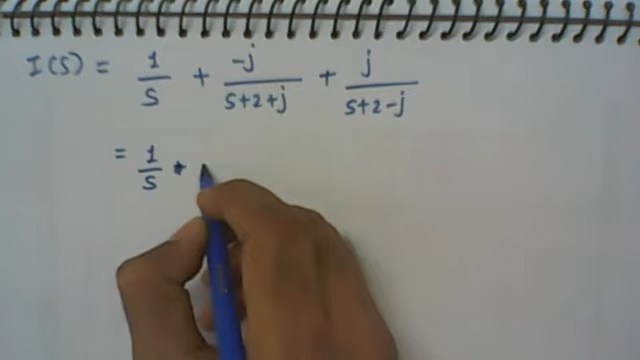 I(S) = 1/S + -j/S+2+j + j/S+2-j
= 1/S +